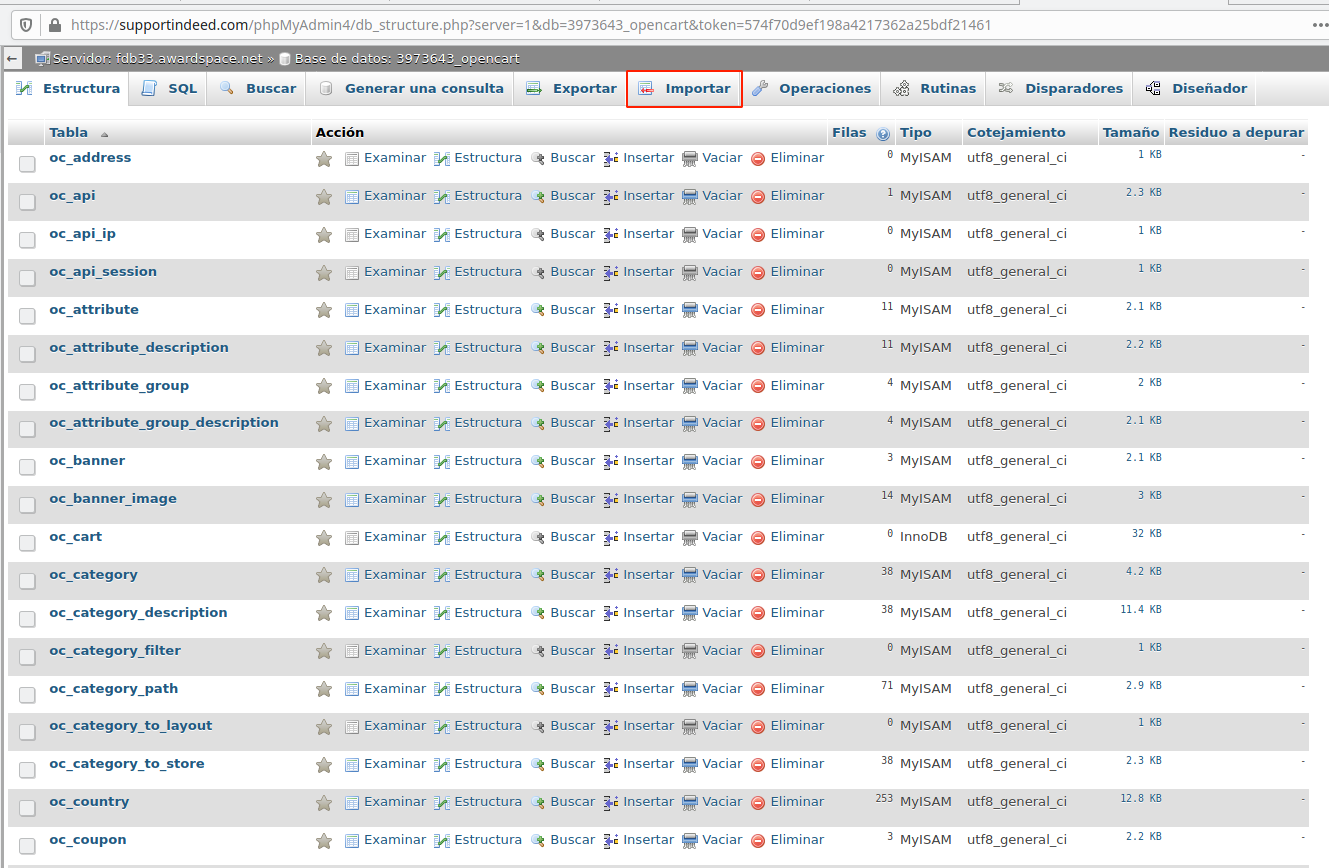 https://supportindeed.com/phpMyAdmin4/db_structure.php?server=1&db=3973643_opencart&token=574f70d9ef198a4217362a25bdf21461
Servidor: fdb33.awardspace.net » Base de datos: 3973643_opencart
Estructura SQL Buscar Generar una consulta Exportar Importar Operaciones Rutinas Disparadores Diseñador
Tabla Acción Filas Tipo Cotejamiento Tamaño Residuo a depurar
oc_address Examinar Estructura Buscar Insertar Vaciar Eliminar 0 MyISAM utf8_general_ci 1 KB -
oc_api Examinar Estructura Buscar Insertar Vaciar Eliminar 1 MyISAM utf8_general_ci 2.3 KB -
oc_api_ip Examinar Estructura Buscar Insertar Vaciar Eliminar 0 MyISAM utf8_general_ci 1 KB -
oc_api_session Examinar Estructura Buscar Insertar Vaciar Eliminar 0 MyISAM utf8_general_ci 1 KB -
oc_attribute Examinar Estructura Buscar Insertar Vaciar Eliminar 11 MyISAM utf8_general_ci 2.1 KB -
oc_attribute_description Examinar Estructura Buscar Insertar Vaciar Eliminar 11 MyISAM utf8_general_ci 2.2 KB -
oc_attribute_group Examinar Estructura Buscar Insertar Vaciar Eliminar 4 MyISAM utf8_general_ci 2 KB -
oc_attribute_group_description Examinar Estructura Buscar Insertar Vaciar Eliminar 4 MyISAM utf8_general_ci 2.1 KB -
oc_banner Examinar Estructura Buscar Insertar Vaciar Eliminar 3 MyISAM utf8_general_ci 2.1 KB -
oc_banner_image Examinar Estructura Buscar Insertar Vaciar Eliminar 14 MyISAM utf8_general_ci 3 KB -
oc_cart Examinar Estructura Buscar Insertar Vaciar Eliminar 0 InnoDB utf8_general_ci 32 KB -
oc_category Examinar Estructura Buscar Insertar Vaciar Eliminar 38 MyISAM utf8_general_ci 4.2 KB -
oc_category_description Examinar Estructura Buscar Insertar Vaciar Eliminar 38 MyISAM utf8_general_ci 11.4 KB -
oc_category_filter Examinar Estructura Buscar Insertar Vaciar Eliminar 0 MyISAM utf8_general_ci 1 KB -
oc_category_path Examinar Estructura Buscar Insertar Vaciar Eliminar 71 MyISAM utf8_general_ci 2.9 KB -
oc_category_to_layout Examinar Estructura Buscar Insertar Vaciar Eliminar 0 MyISAM utf8_general_ci 1 KB -
oc_category_to_store Examinar Estructura Buscar Insertar Vaciar Eliminar 38 MyISAM utf8_general_ci 2.3 KB -
oc_country Examinar Estructura Buscar Insertar Vaciar Eliminar 253 MyISAM utf8_general_ci 12.8 KB -
oc_coupon Examinar Estructura Buscar Insertar Vaciar Eliminar 3 MyISAM utf8_general_ci 2.2 KB -